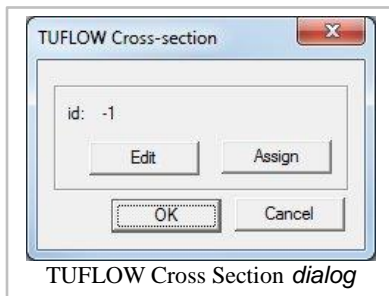 TUFLOW Cross-section
id: -1
Edit Assign
OK Cancel
TUFLOW Cross Section dialog